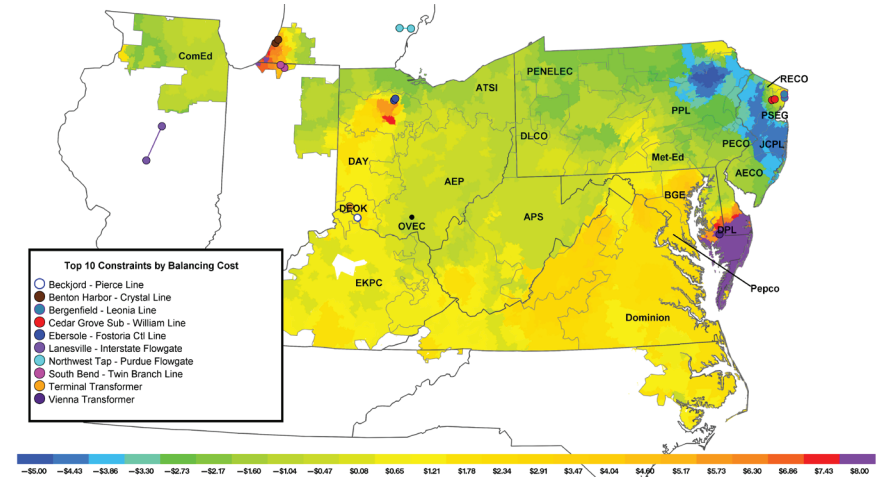 ComEd
RECO
PENELEC
ATSI
PPL
PSEG
DLCO
PECO
JCPL
Met-Ed
DAY
AEP
AECO
BGE
DEOK
APS
OVEC
DPL
Top 10 Constraints by Balancing Cost
EKPC
Pepco
Beckjord - Pierce Line
Benton Harbor - Crystal Line
Bergenfield - Leonia Line
Dominion
Cedar Grove Sub - William Line
Ebersole - Fostoria Ctl Line
Lanesville - Interstate Flowgate
Northwest Tap - Purdue Flowgate
South Bend - Twin Branch Line
Terminal Transformer
Vienna Transformer
–$5.00 –$4.43 –$3.86 –$3.30 –$2.73 –$2.17 –$1.60 –$1.04 –$0.47 $0.08 $0.65 $1.21 $1.78 $2.34 $2.91 $3.47 $4.04 $4.60 $5.17 $5.73 $6.30 $6.86 $7.43 $8.00